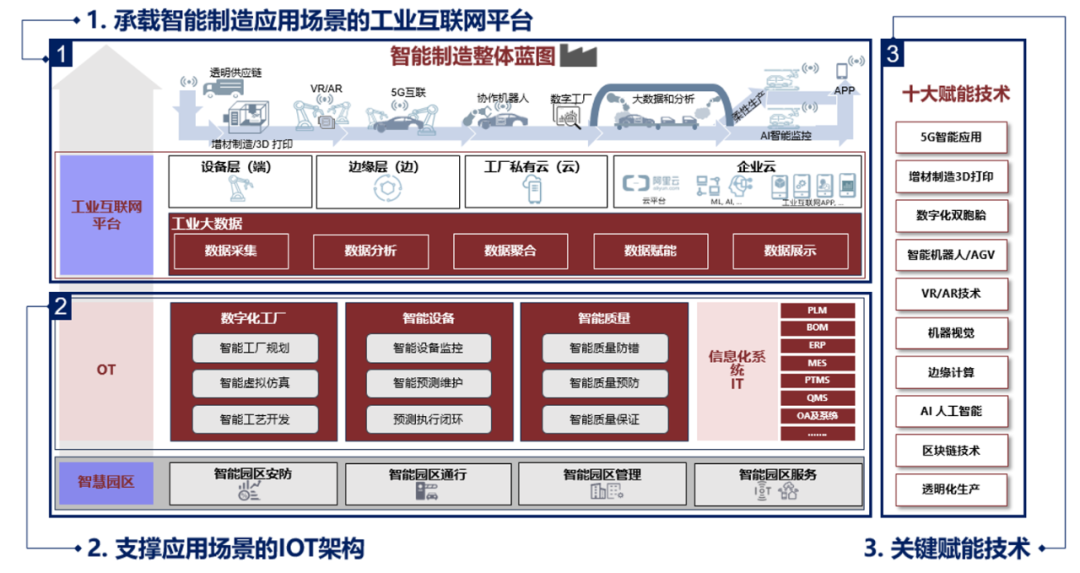 1. 承载智能制造应用场景的工业互联网平台
1
智能制造整体蓝图
透明供应链
VR/AR
5G互联
协作机器人
数字工厂
大数据和分析
柔性生产
APP
增材制造/3D 打印
AI智能监控
工业互联网
平台
设备层（端）
边缘层（边）
工厂私有云（云）
企业云
阿里云
云平台
ML, AI, ...
工业互联网APP, ...
工业大数据
数据采集
数据分析
数据聚合
数据赋能
数据展示
2
OT
数字化工厂
智能工厂规划
智能虚拟仿真
智能工艺开发
智能设备
智能设备监控
智能预测维护
预测执行闭环
智能质量
智能质量防错
智能质量预防
智能质量保证
信息化系
统
IT
PLM
BOM
ERP
MES
PTMS
QMS
OA及系统
.......
智慧园区
智能园区安防
智能园区通行
智能园区管理
智能园区服务
IOT
3
十大赋能技术
5G智能应用
增材制造3D打印
数字化双胞胎
智能机器人/AGV
VR/AR技术
机器视觉
边缘计算
AI 人工智能
区块链技术
透明化生产
2. 支撑应用场景的IOT架构
3. 关键赋能技术